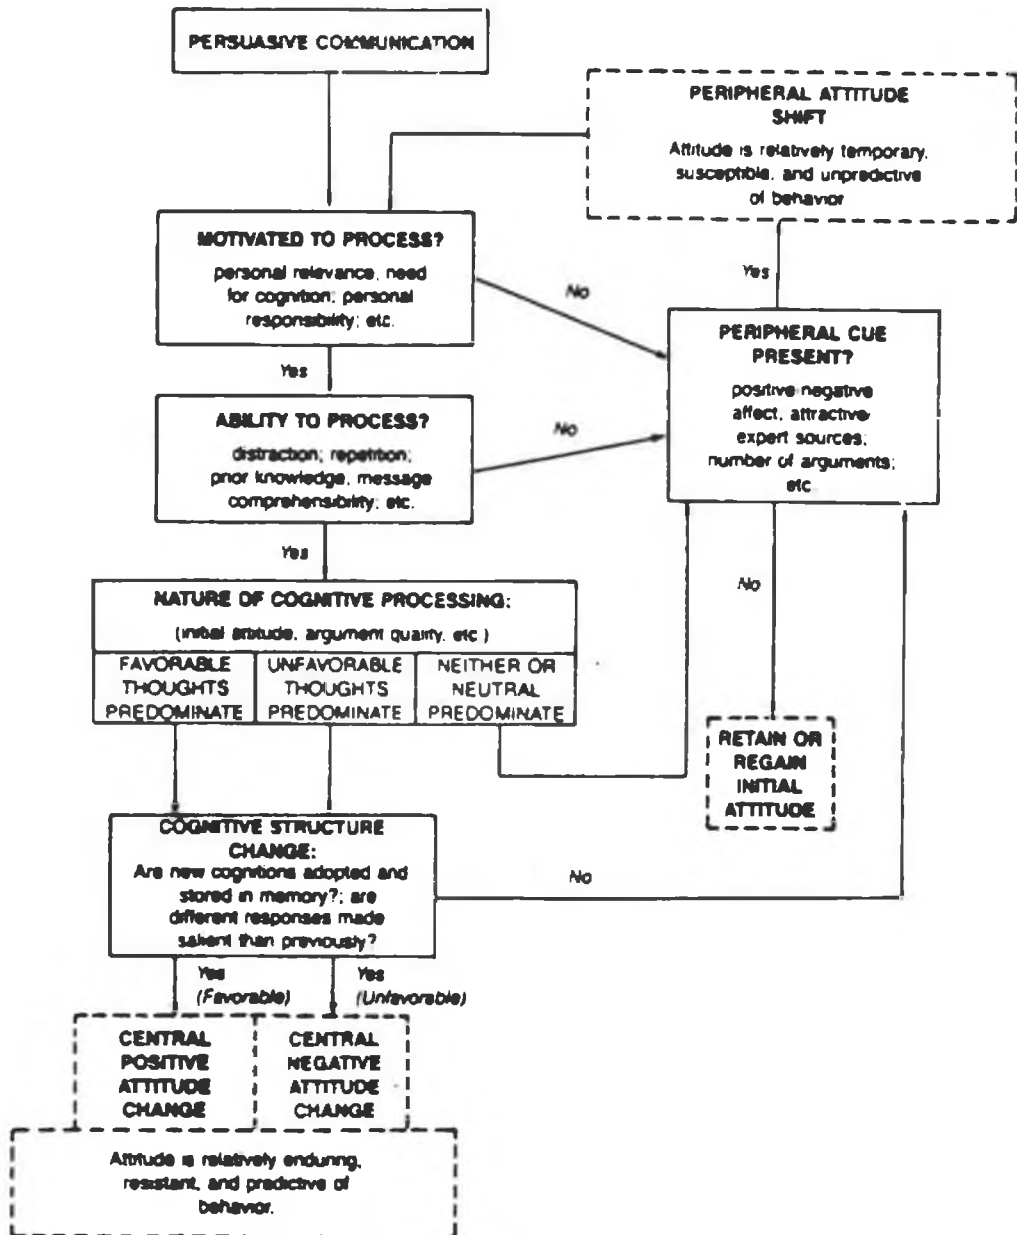 PERSUASIVE COMMUNICATION
PERIPHERAL ATTITUDE
SHIFT
Attitude is relatively temporary,
susceptible, and unpredictive
of behavior
MOTIVATED TO PROCESS?
personal relevance, need
for cognition; personal
responsibility; etc.
No
Yes
PERIPHERAL CUE
PRESENT?
positive negative
affect, attractive
expert sources;
number of arguments;
etc
Yes
ABILITY TO PROCESS?
distraction; repetition;
prior knowledge, message
comprehensibility; etc.
No
Yes
No
NATURE OF COGNITIVE PROCESSING:
(initial attitude, argument quality, etc )
FAVORABLE
THOUGHTS
PREDOMINATE
UNFAVORABLE
THOUGHTS
PREDOMINATE
NEITHER OR
NEUTRAL
PREDOMINATE
RETAIN OR
REGAIN
INITIAL
ATTITUDE
COGNITIVE STRUCTURE
CHANGE:
Are new cognitions adopted and
stored in memory?; are
different responses made
salient than previously?
No
Yes
(Favorable)
Yes
(Unfavorable)
CENTRAL
POSITIVE
ATTITUDE
CHANGE
CENTRAL
NEGATIVE
ATTITUDE
CHANGE
Attitude is relatively enduring,
resistant, and predictive of
behavior.